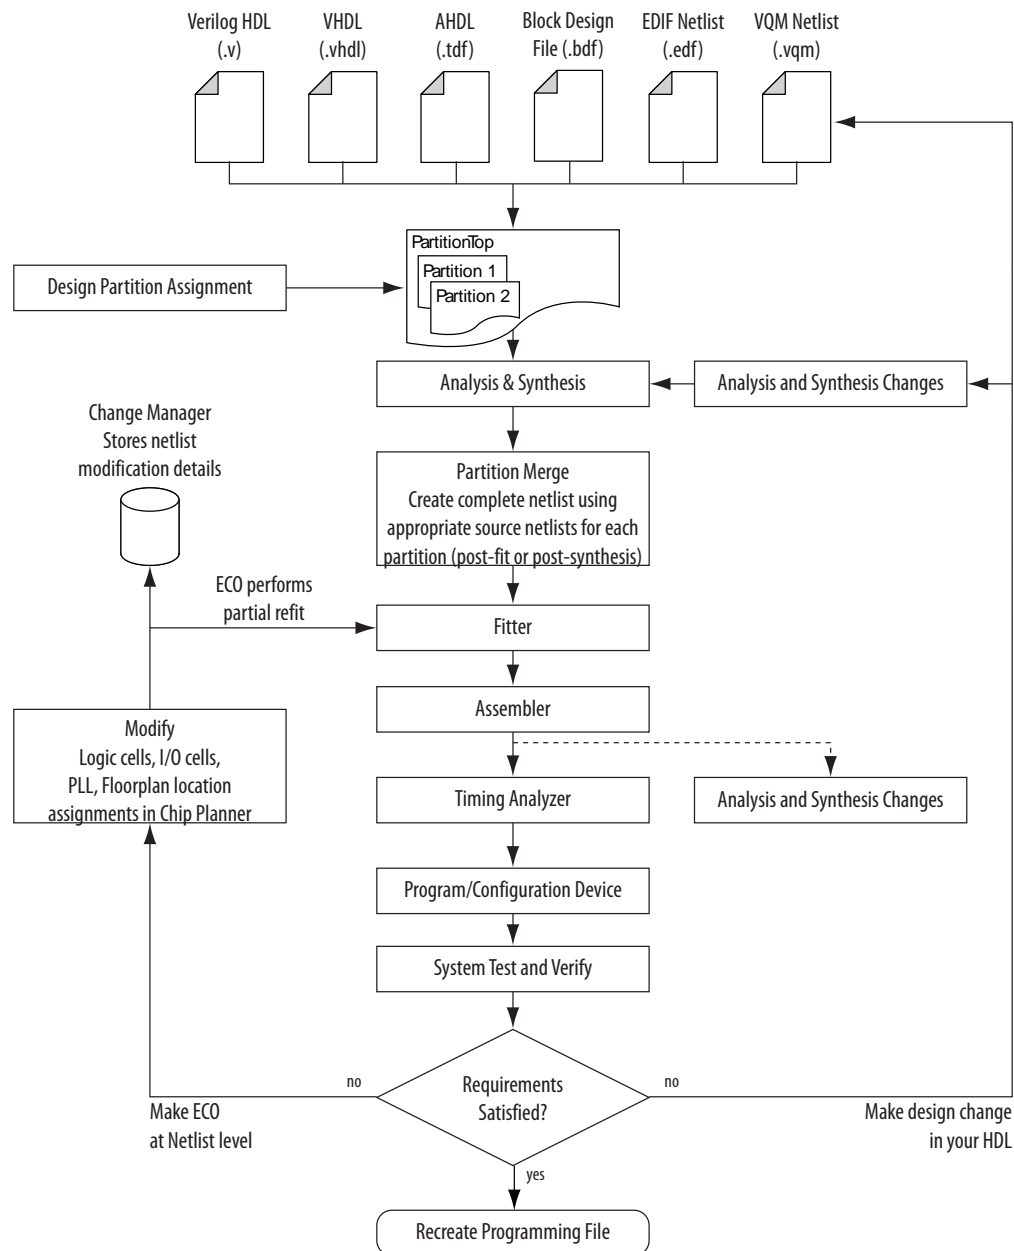 Verilog HDL
(.v)
VHDL
(.vhdl)
AHDL
(.tdf)
Block Design
File (.bdf)
EDIF Netlist
(.edf)
VQM Netlist
(.vqm)
PartitionTop
Partition 1
Partition 2
Design Partition Assignment
Analysis & Synthesis
Analysis and Synthesis Changes
Change Manager
Stores netlist
modification details
Partition Merge
Create complete netlist using
appropriate source netlists for each
partition (post-fit or post-synthesis)
ECO performs
partial refit
Fitter
Assembler
Modify
Logic cells, I/O cells,
PLL, Floorplan location
assignments in Chip Planner
Timing Analyzer
Analysis and Synthesis Changes
Program/Configuration Device
System Test and Verify
no
Requirements
Satisfied?
no
Make ECO
at Netlist level
Make design change
in your HDL
yes
Recreate Programming File